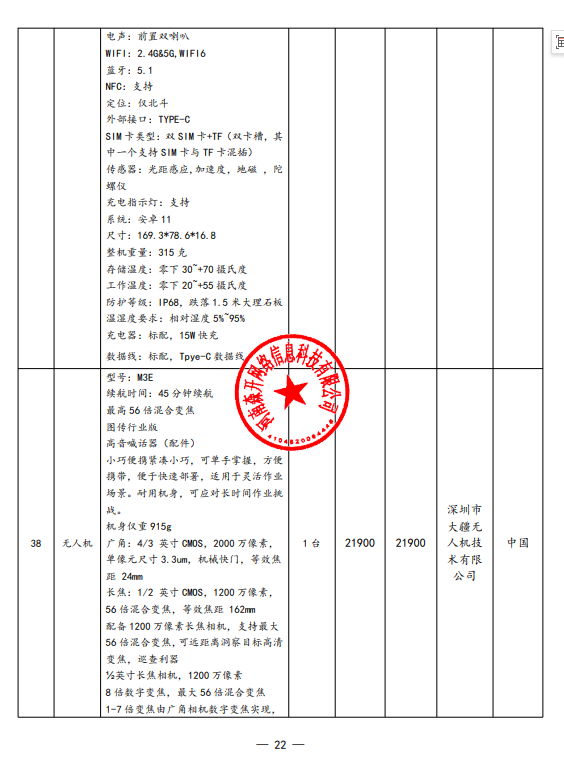 电声：前置双喇叭
WIFI：2.4G&5G,WIFI6
蓝牙：5.1
NFC：支持
定位：仅北斗
外部接口：TYPE-C
SIM卡类型：双SIM卡+TF（双卡槽，其
中一个支持SIM卡与TF卡混插）
传感器：光距感应,加速度，地磁 ，陀
螺仪
充电指示灯：支持
系统：安卓11
尺寸：169.3*78.6*16.8
整机重量：315克
存储温度：零下30~+70摄氏度
工作温度：零下20~+55摄氏度
防护等级：IP68，跌落1.5米大理石板
温湿度要求：相对湿度5%~95%
充电器：标配，15W快充
数据线：标配，Tpye-C数据线
38
无人机
型号：M3E
续航时间：45分钟续航
最高56倍混合变焦
图传行业版
高音喊话器（配件）
小巧便携紧凑小巧，可单手掌握，方便
携带，便于快速部署，适用于灵活作业
场景。耐用机身，可应对长时间作业挑
战。
机身仅重915g
广角：4/3 英寸CMOS，2000万像素，
单像元尺寸3.3um，机械快门，等效焦
距 24mm
长焦：1/2 英寸CMOS，1200万像素，
56倍混合变焦，等效焦距 162mm
配备1200万像素长焦相机，支持最大
56倍混合变焦,可远距离洞察目标高清
变焦，巡查利器
½英寸长焦相机，1200万像素
8倍数字变焦，最大56倍混合变焦
1-7倍变焦由广角相机数字变焦实现，
1台
21900
21900
深圳市
大疆无
人机技
术有限
公司
中国
网络信息科技有限公司
— 22 —